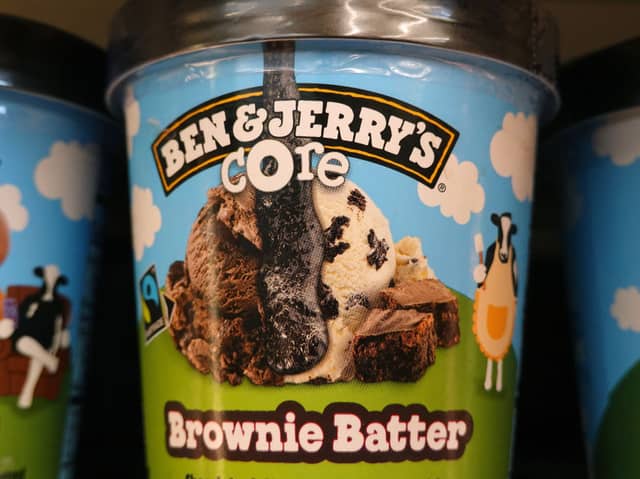 BEN & JERRY'S
core
Brownie Batter